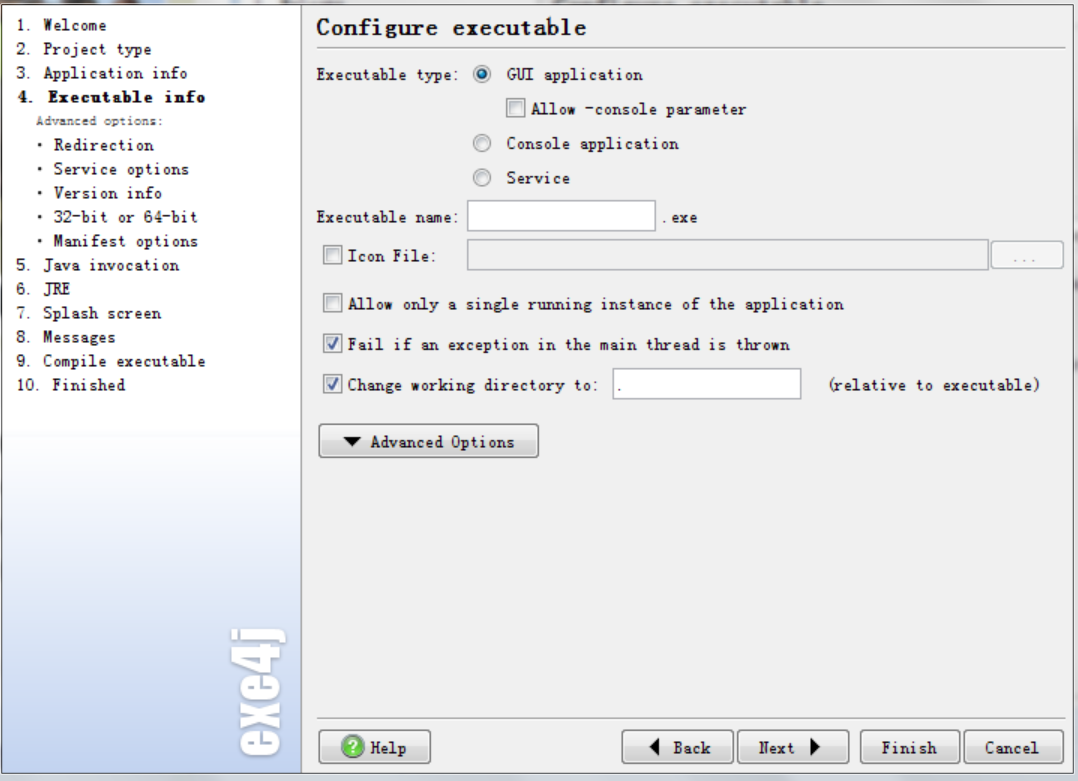 1. Welcome
2. Project type
3. Application info
4. Executable info
Advanced options:
· Redirection
· Service options
· Version info
· 32-bit or 64-bit
· Manifest options
5. Java invocation
6. JRE
7. Splash screen
8. Messages
9. Compile executable
10. Finished
exe4j
Configure executable
Executable type: GUI application
Allow -console parameter
Console application
Service
Executable name: .exe
Icon File: ...
Allow only a single running instance of the application
Fail if an exception in the main thread is thrown
Change working directory to: . (relative to executable)
Advanced Options
Help Back Next Finish Cancel